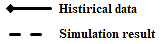 Histirical data
Simulation result